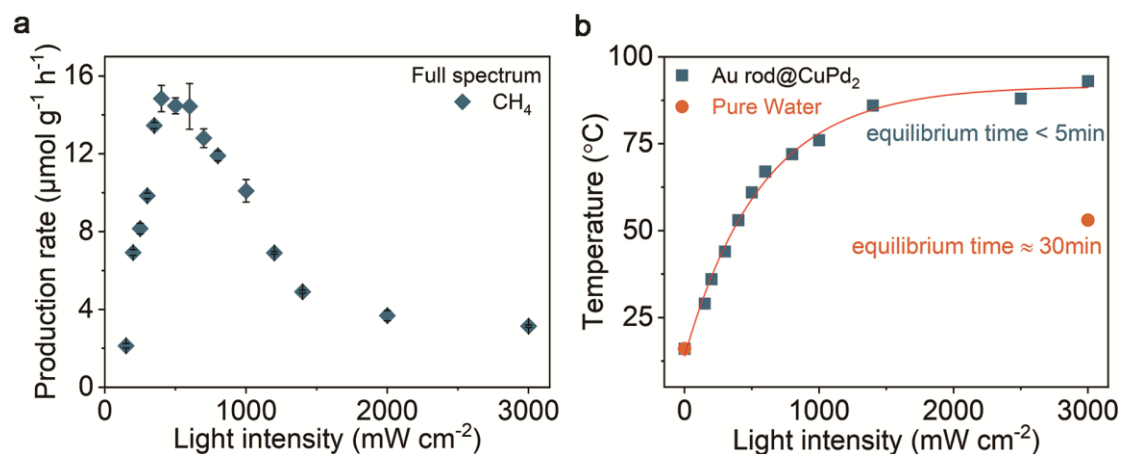 a
Production rate (μmol g⁻¹ h⁻¹)
16
12
8
4
0
Full spectrum
CH₄
0
1000
2000
3000
Light intensity (mW cm⁻²)
b
Temperature (°C)
100
75
50
25
Au rod@CuPd₂
Pure Water
equilibrium time < 5min
equilibrium time ≈ 30min
0
1000
2000
3000
Light intensity (mW cm⁻²)